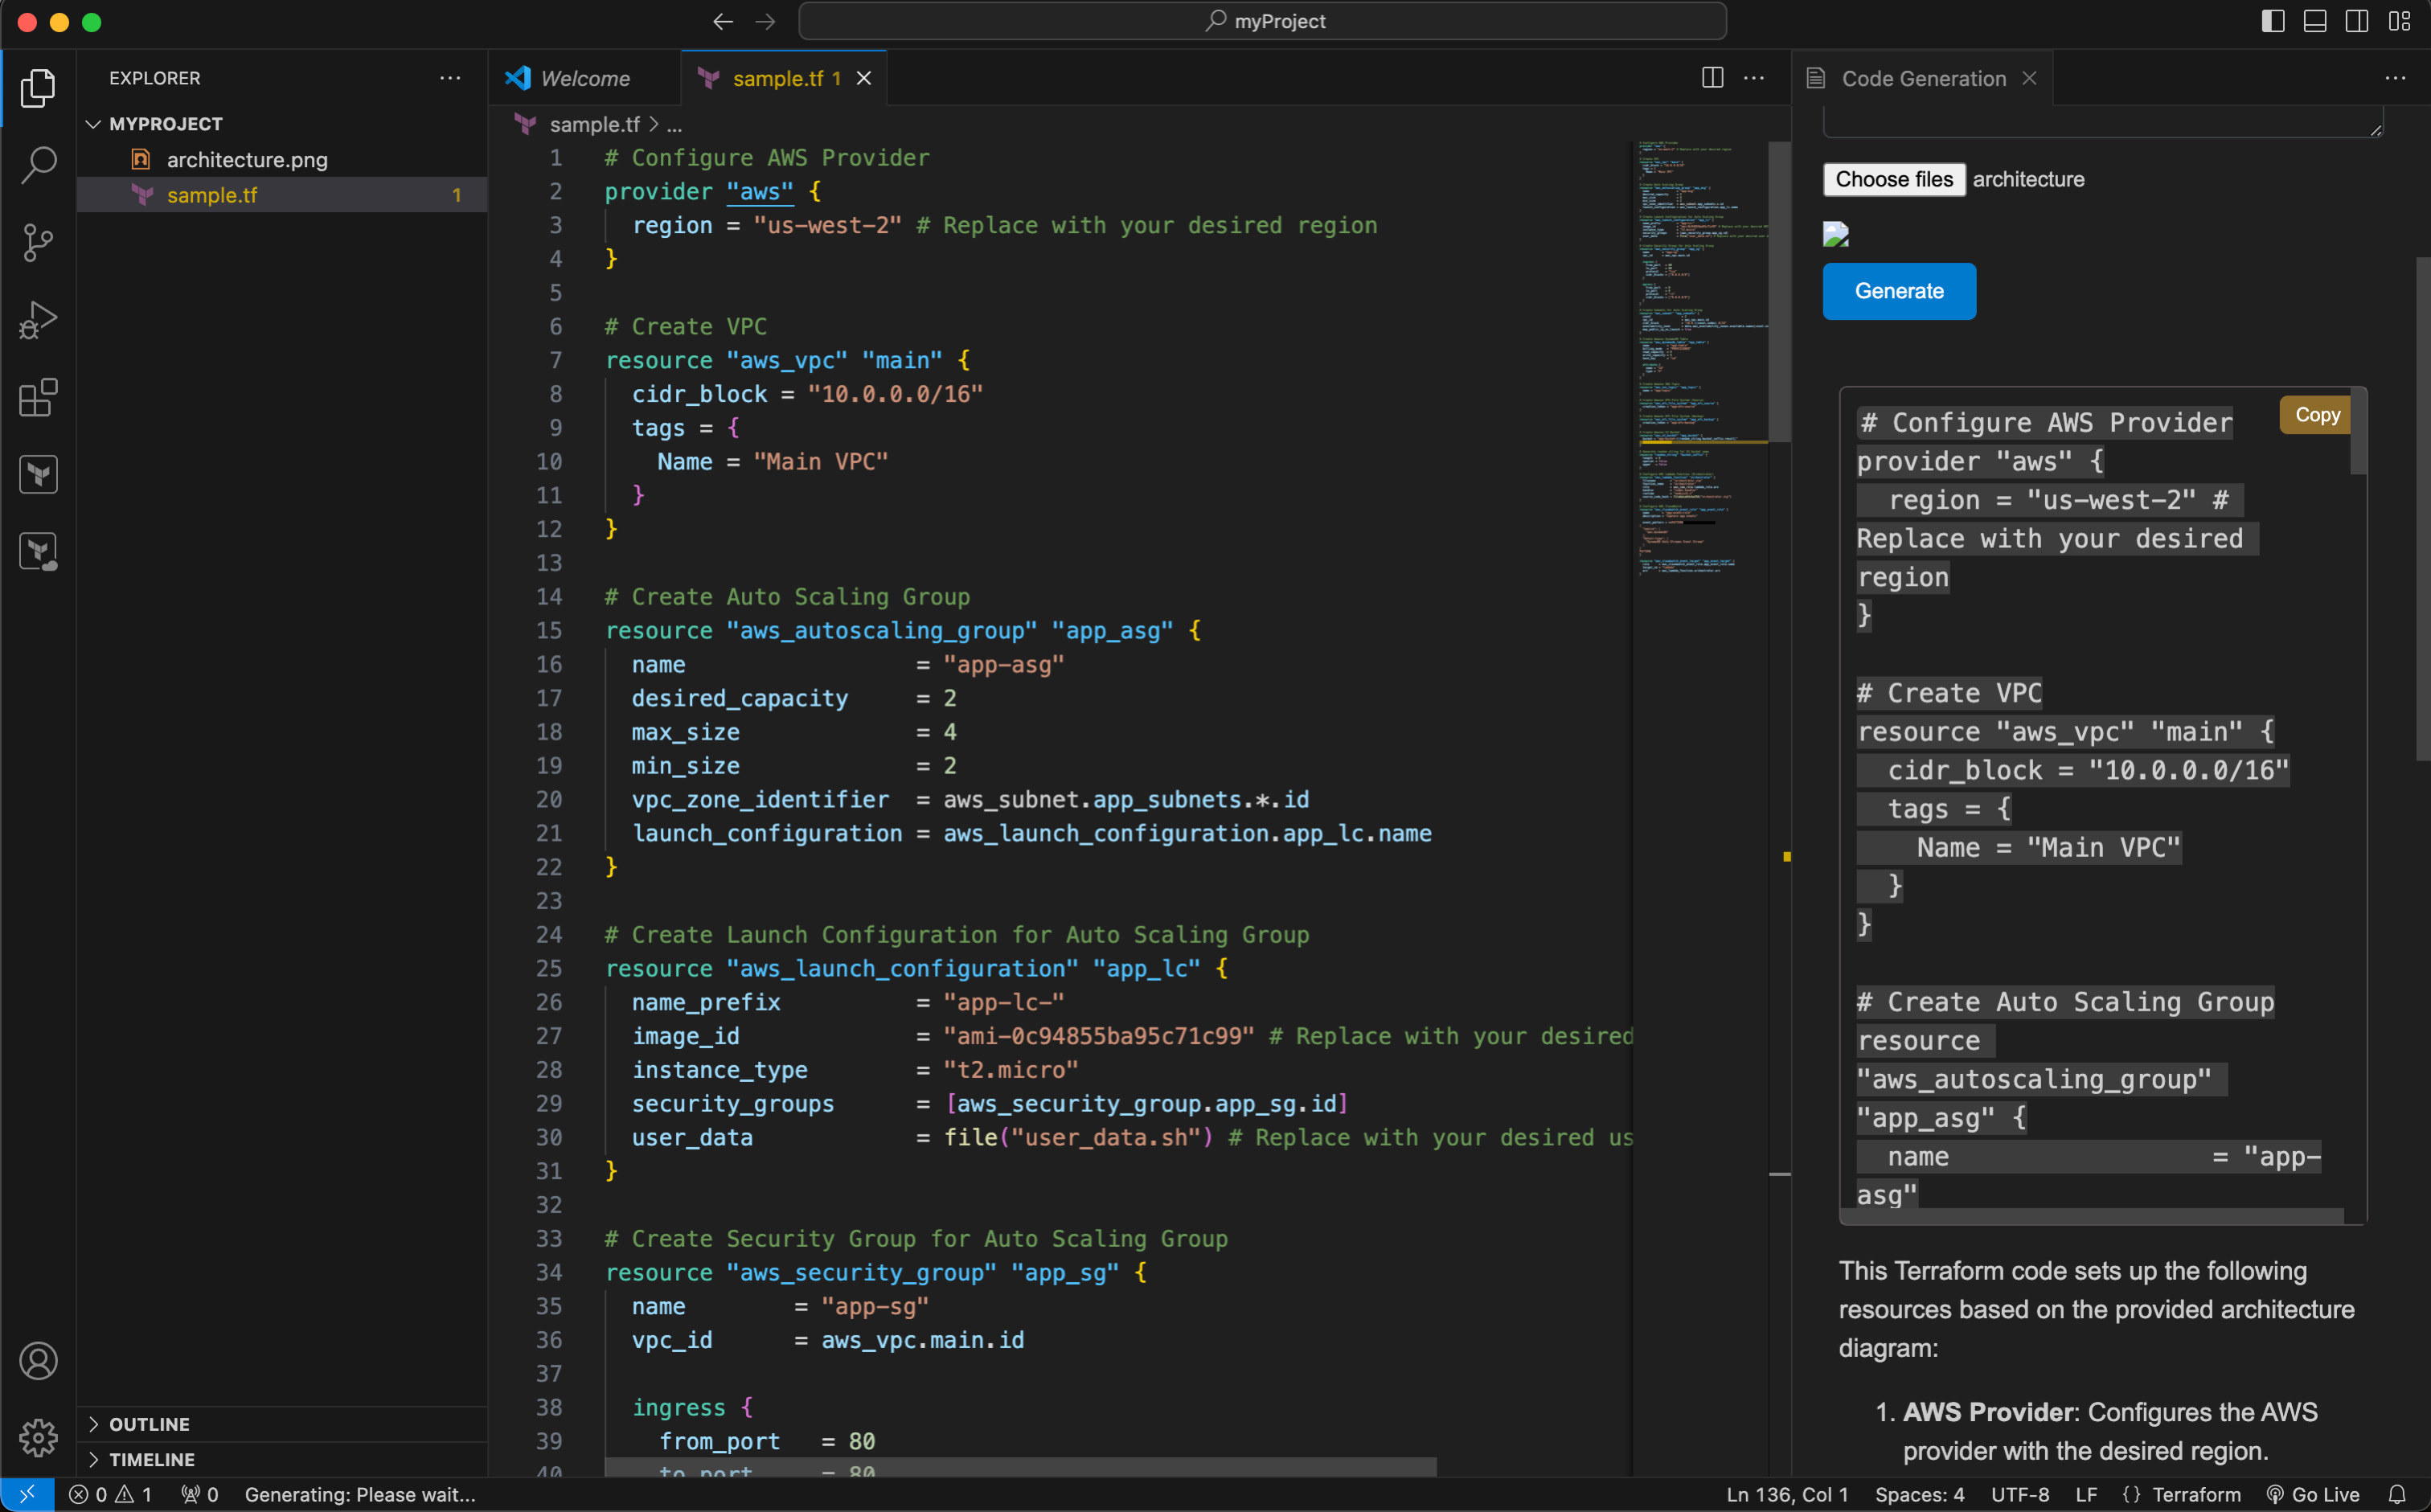 myProject
EXPLORER
MYPROJECT
architecture.png
sample.tf 1
OUTLINE
TIMELINE
Welcome
sample.tf 1
sample.tf > ...
1 # Configure AWS Provider
2 provider "aws" {
3 region = "us-west-2" # Replace with your desired region
4 }
5
6 # Create VPC
7 resource "aws_vpc" "main" {
8 cidr_block = "10.0.0.0/16"
9 tags = {
10 Name = "Main VPC"
11 }
12 }
13
14 # Create Auto Scaling Group
15 resource "aws_autoscaling_group" "app_asg" {
16 name = "app-asg"
17 desired_capacity = 2
18 max_size = 4
19 min_size = 2
20 vpc_zone_identifier = aws_subnet.app_subnets.*.id
21 launch_configuration = aws_launch_configuration.app_lc.name
22 }
23
24 # Create Launch Configuration for Auto Scaling Group
25 resource "aws_launch_configuration" "app_lc" {
26 name_prefix = "app-lc-"
27 image_id = "ami-0c94855ba95c71c99" # Replace with your desired
28 instance_type = "t2.micro"
29 security_groups = [aws_security_group.app_sg.id]
30 user_data = file("user_data.sh") # Replace with your desired us
31 }
32
33 # Create Security Group for Auto Scaling Group
34 resource "aws_security_group" "app_sg" {
35 name = "app-sg"
36 vpc_id = aws_vpc.main.id
37
38 ingress {
39 from_port = 80
40 to_port = 80
Code Generation
Choose files architecture
Generate
Copy
# Configure AWS Provider
provider "aws" {
region = "us-west-2" #
Replace with your desired
region
}
# Create VPC
resource "aws_vpc" "main" {
cidr_block = "10.0.0.0/16"
tags = {
Name = "Main VPC"
}
}
# Create Auto Scaling Group
resource
"aws_autoscaling_group"
"app_asg" {
name = "app-
asg"
This Terraform code sets up the following
resources based on the provided architecture
diagram:
1. AWS Provider: Configures the AWS
provider with the desired region.
0 1 0 Generating: Please wait... Ln 136, Col 1 Spaces: 4 UTF-8 LF {} Terraform Go Live